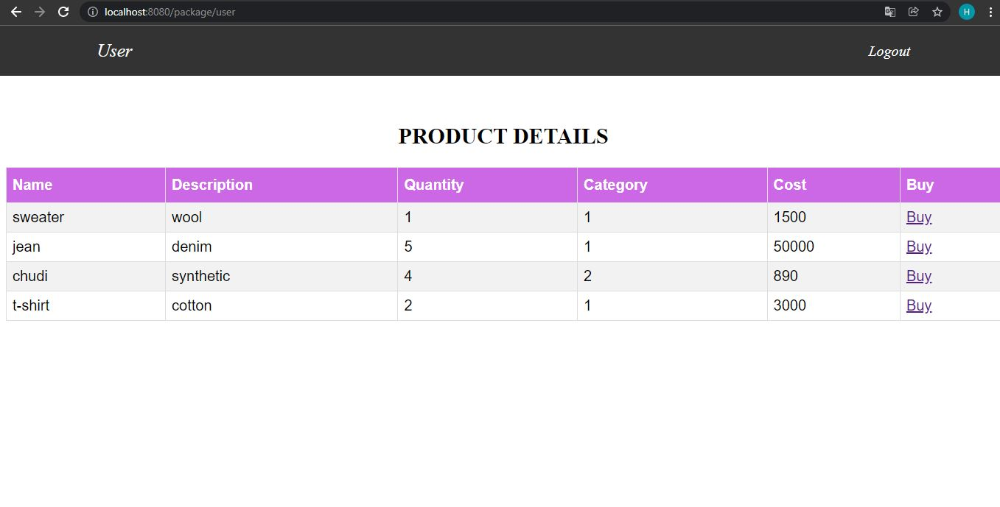 localhost:8080/package/user
H
User Logout
PRODUCT DETAILS
Name Description Quantity Category Cost Buy
sweater wool 1 1 1500 Buy
jean denim 5 1 50000 Buy
chudi synthetic 4 2 890 Buy
t-shirt cotton 2 1 3000 Buy